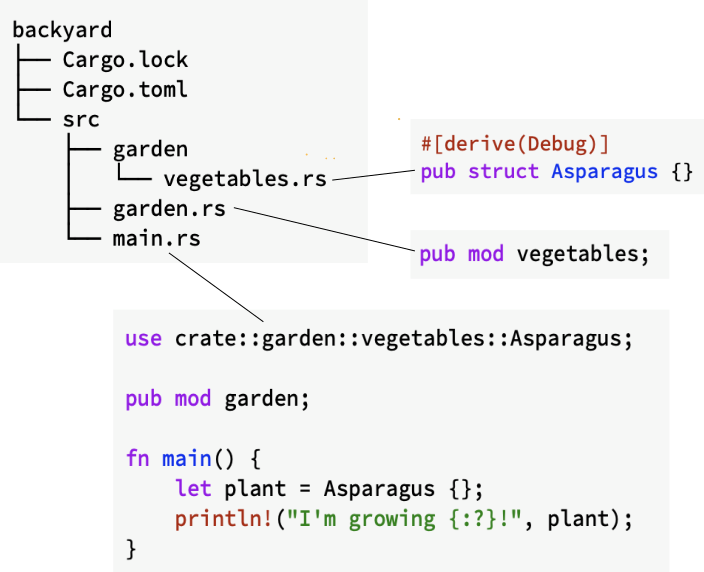 backyard
├── Cargo.lock
├── Cargo.toml
└── src
    ├── garden
    │   └── vegetables.rs
    ├── garden.rs
    └── main.rs
#[derive(Debug)]
pub struct Asparagus {}
pub mod vegetables;
use crate::garden::vegetables::Asparagus;
pub mod garden;
fn main() {
    let plant = Asparagus {};
    println!("I'm growing {:?}!", plant);
}